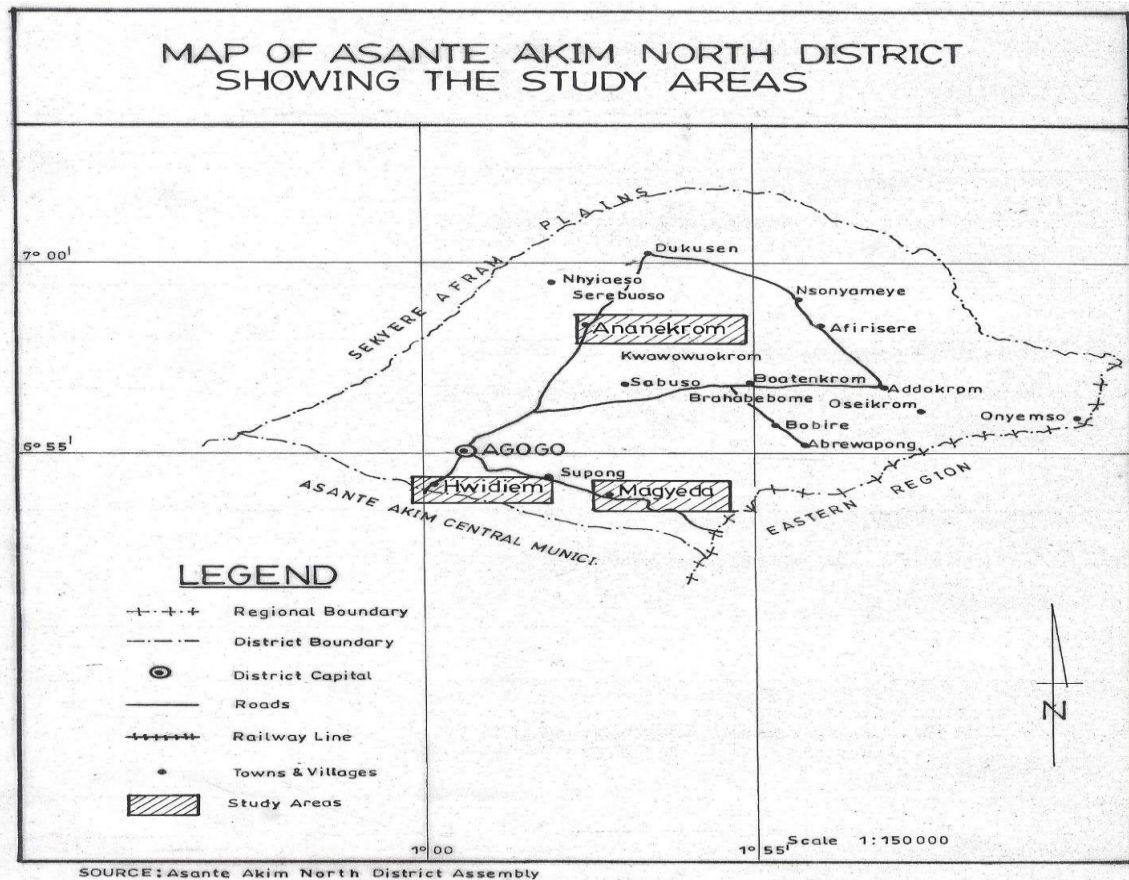 MAP OF ASANTE AKIM NORTH DISTRICT
SHOWING THE STUDY AREAS
SEKYERE AFRAM PLAINS
7° 00'
Dukusen
Nhyiaeso
Serebuoso
Nsonyameye
Ananekrom
Afirisere
Kwawowuokrom
Sabuso
Boatenkrom
Addokrom
Brahabebome
Oseikrom
Onyemso
Bobire
6° 55'
AGOGO
Abrewapong
Supong
Hwidiem
Magyeda
EASTERN REGION
ASANTE AKIM CENTRAL MUNICI.
LEGEND
Regional Boundary
District Boundary
District Capital
Roads
Railway Line
N
Towns & Villages
Study Areas
Scale 1:150000
1° 00'
1° 55'
SOURCE: Asante Akim North District Assembly